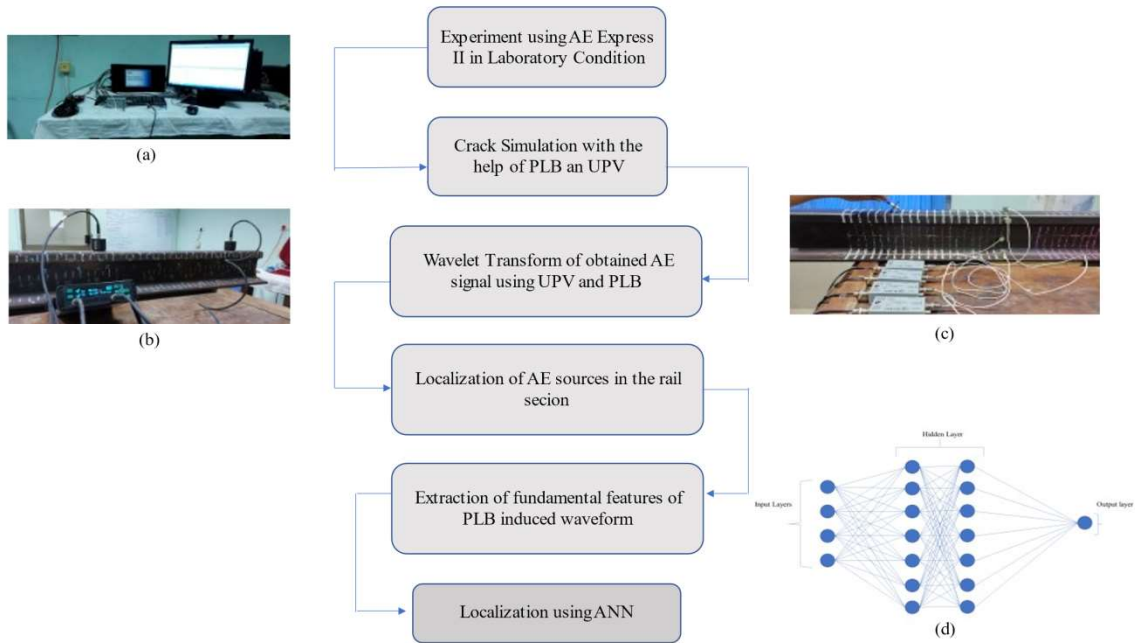 Experiment using AE Express
II in Laboratory Condition
(a)
Crack Simulation with the
help of PLB an UPV
Wavelet Transform of obtained AE
signal using UPV and PLB
(b)
(c)
Localization of AE sources in the rail
secion
Hidden Layer
Input Layers
Output layer
Extraction of fundamental features of
PLB induced waveform
Localization using ANN
(d)